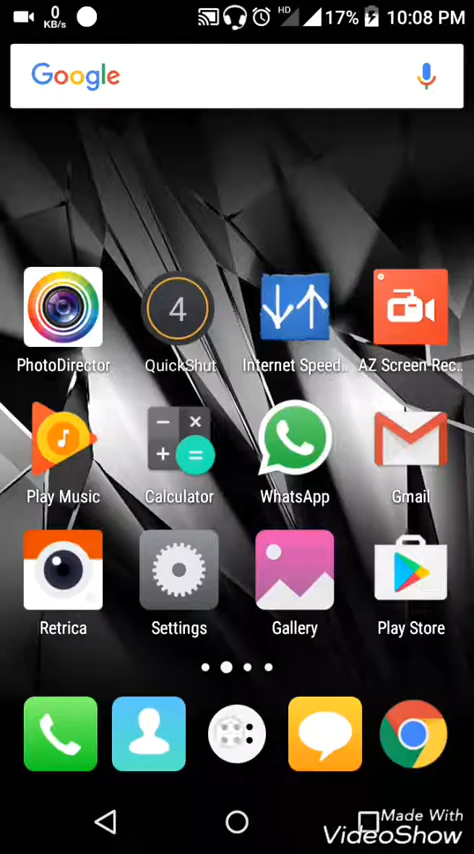 0
KB/s
HD
17%
10:08 PM
Google
4
PhotoDirector
QuickShut
Internet Speed..
AZ Screen Rec..
Play Music
Calculator
WhatsApp
Gmail
Retrica
Settings
Gallery
Play Store
Made With
VideoShow